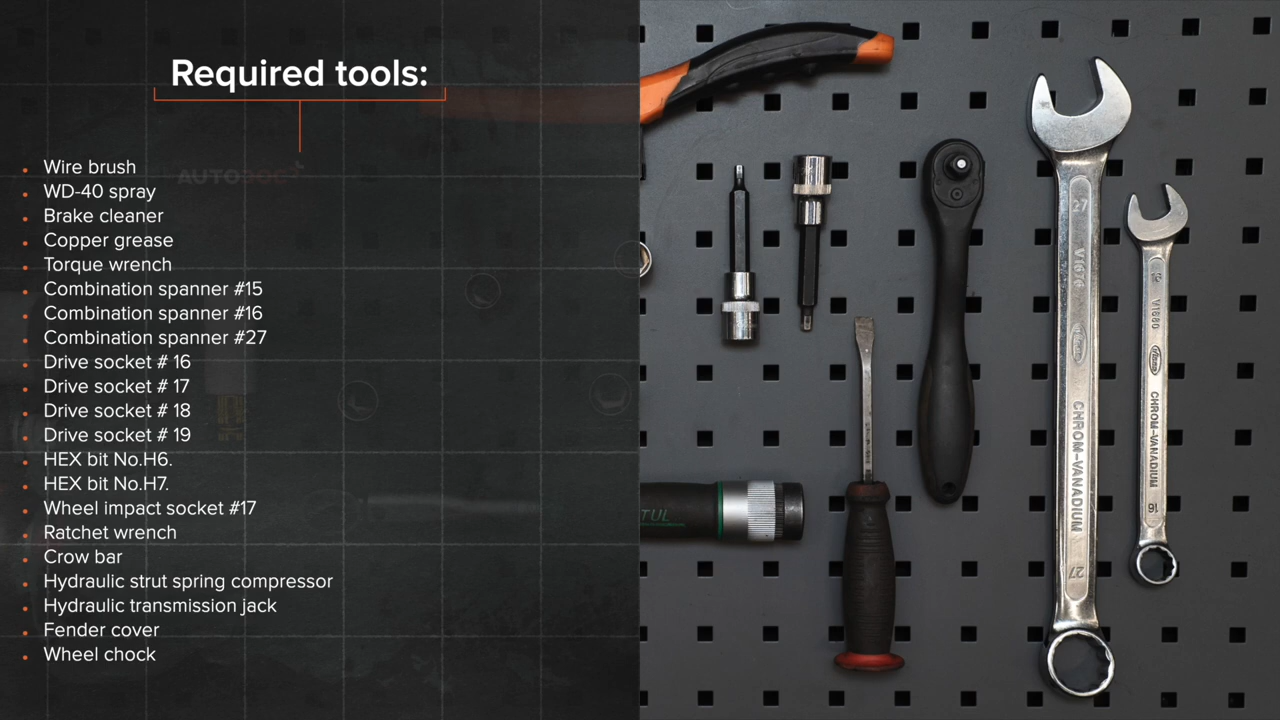 Required tools:
AUTODOC
Wire brush
WD-40 spray
Brake cleaner
Copper grease
Torque wrench
Combination spanner #15
Combination spanner #16
Combination spanner #27
Drive socket # 16
Drive socket # 17
Drive socket # 18
Drive socket # 19
HEX bit No.H6.
HEX bit No.H7.
Wheel impact socket #17
Ratchet wrench
Crow bar
Hydraulic strut spring compressor
Hydraulic transmission jack
Fender cover
Wheel chock
TUL
27
CHROM-VANADIUM
27
V1680
CHROM-VANADIUM
16